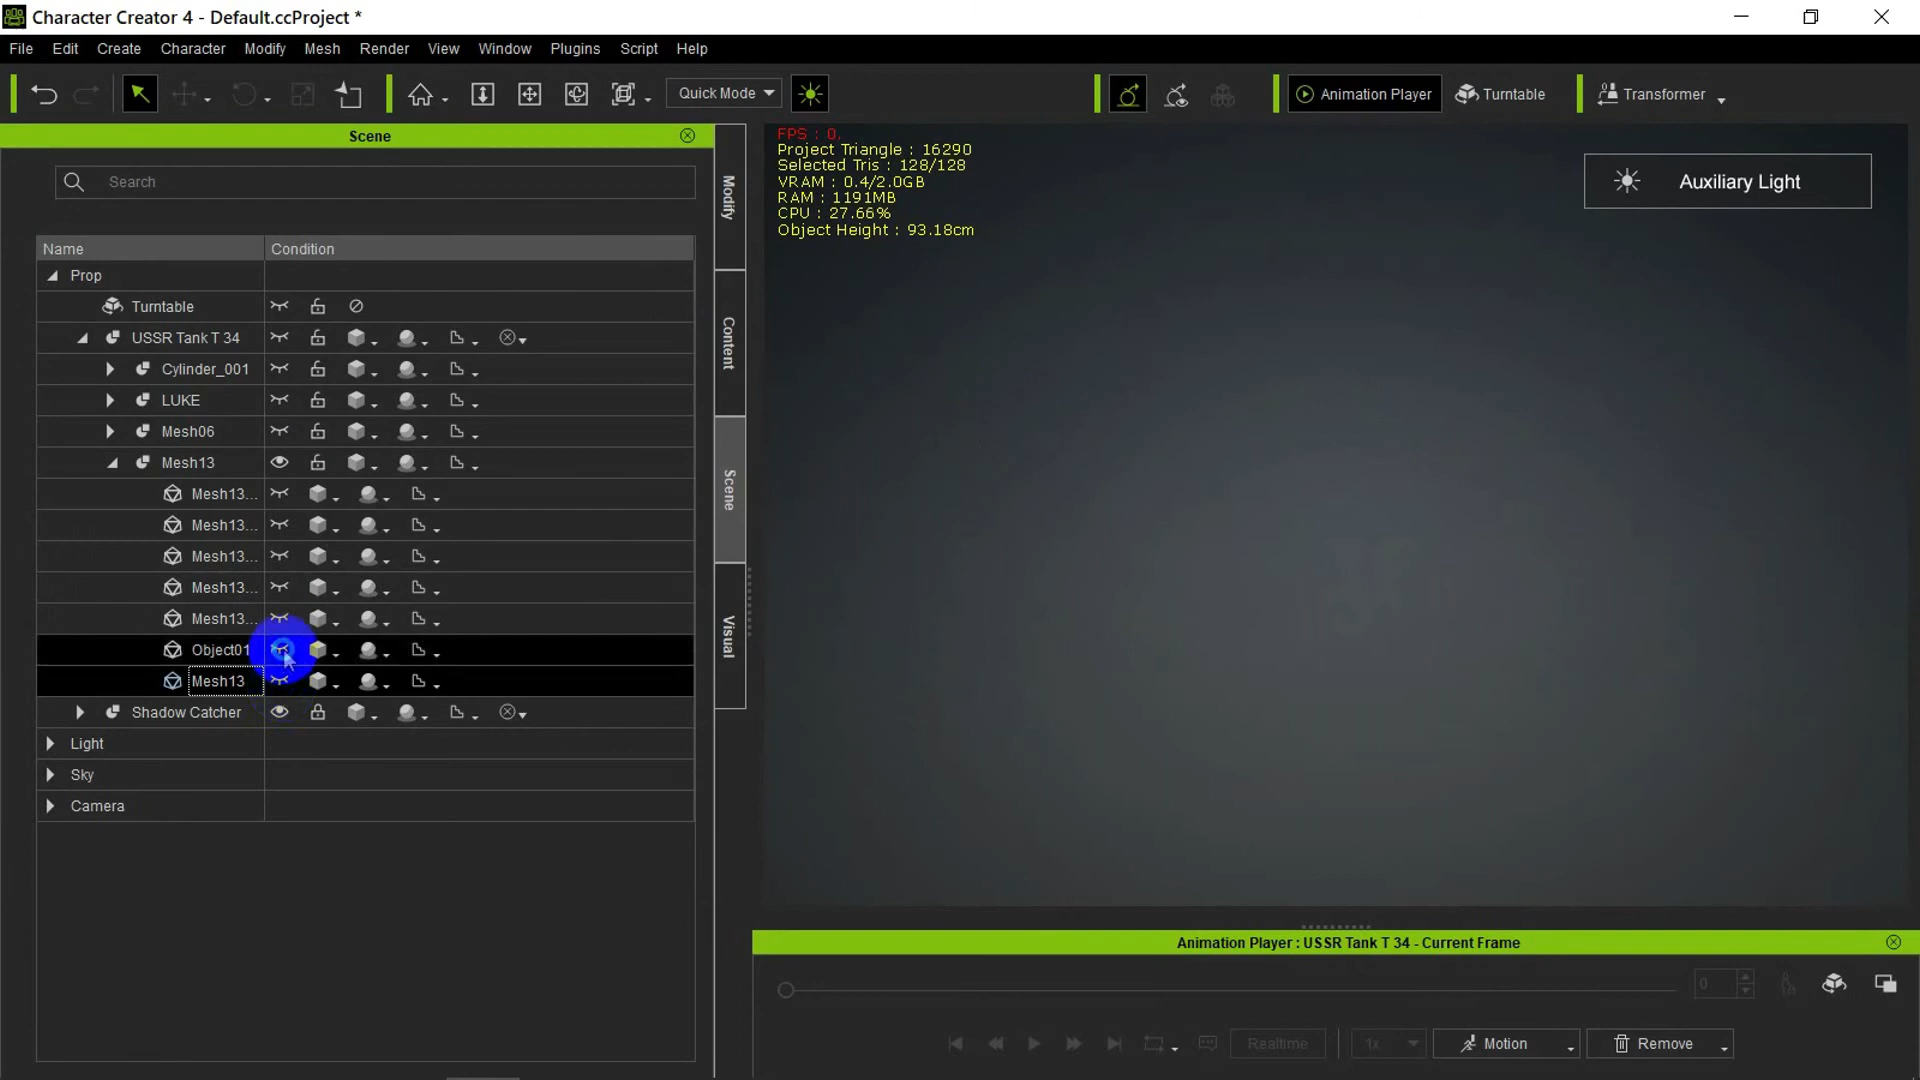 Character Creator 4 - Default.ccProject *
File Edit Create Character Modify Mesh Render View Window Plugins Script Help
Quick Mode
Animation Player
Turntable
Transformer
Scene
Search
Name Condition
Prop
Turntable
USSR Tank T 34
Cylinder_001
LUKE
Mesh06
Mesh13
Mesh13...
Mesh13...
Mesh13...
Mesh13...
Mesh13...
Object01
Mesh13
Shadow Catcher
Light
Sky
Camera
Modify
Content
Scene
Visual
FPS : 0.
Project Triangle : 16290
Selected Tris : 128/128
VRAM : 0.4/2.0GB
RAM : 1191MB
CPU : 27.66%
Object Height : 93.18cm
Auxiliary Light
Animation Player : USSR Tank T 34 - Current Frame
0
Realtime
1x
Motion
Remove